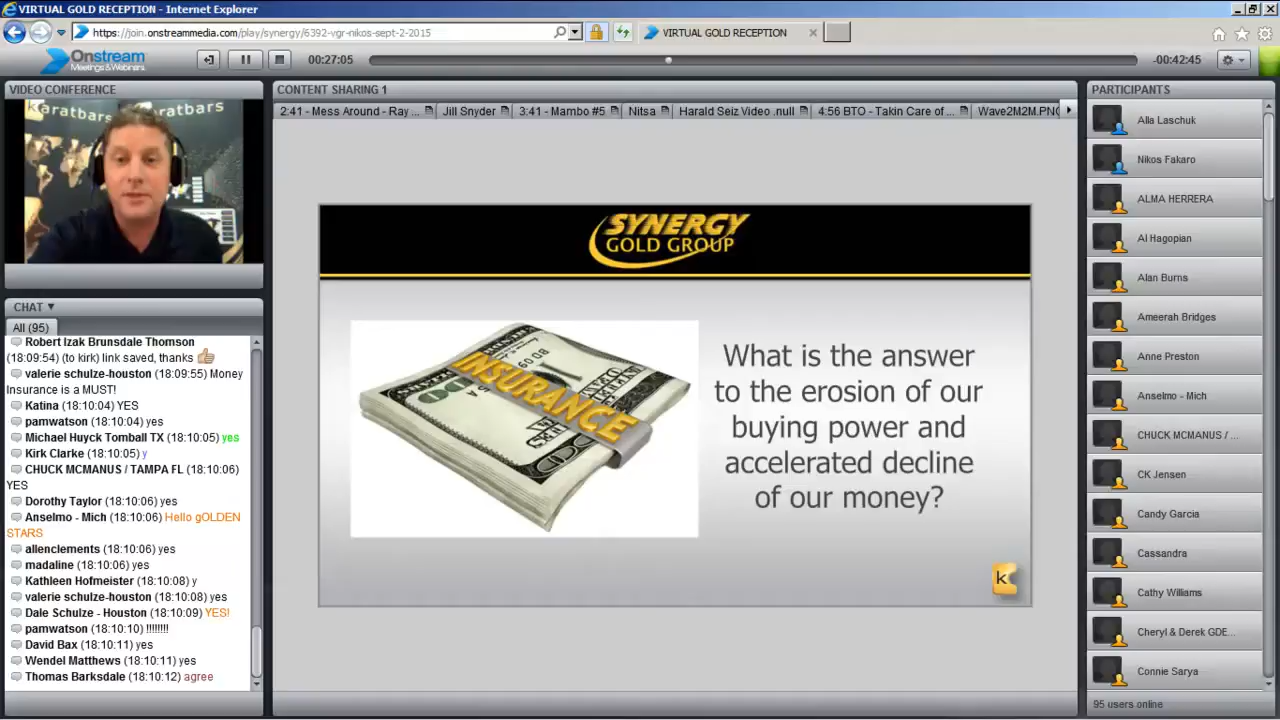 VIRTUAL GOLD RECEPTION - Internet Explorer
https://join.onstreammedia.com/play/synergy/6392-vgr-nikos-sept-2-2015
VIRTUAL GOLD RECEPTION
Onstream
Meetings & Webinars
00:27:05
-00:42:45
VIDEO CONFERENCE
karatbars
CHAT
All (95)
Robert Izak Brunsdale Thomson
(18:09:54) (to kirk) link saved, thanks
valerie schulze-houston (18:09:55) Money
Insurance is a MUST!
Katina (18:10:04) YES
pamwatson (18:10:04) yes
Michael Huyck Tomball TX (18:10:05) yes
Kirk Clarke (18:10:05) y
CHUCK MCMANUS / TAMPA FL (18:10:06)
YES
Dorothy Taylor (18:10:06) yes
Anselmo - Mich (18:10:06) Hello gOLDEN
STARS
allenclements (18:10:06) yes
madaline (18:10:06) yes
Kathleen Hofmeister (18:10:08) y
valerie schulze-houston (18:10:08) yes
Dale Schulze - Houston (18:10:09) YES!
pamwatson (18:10:10) !!!!!!!!
David Bax (18:10:11) yes
Wendel Matthews (18:10:11) yes
Thomas Barksdale (18:10:12) agree
CONTENT SHARING 1
2:41 - Mess Around - Ray ...
Jill Snyder
3:41 - Mambo #5
Nitsa
Harald Seiz Video .null
4:56 BTO - Takin Care of ...
Wave2M2M.PNG
SYNERGY
GOLD GROUP
INSURANCE
What is the answer
to the erosion of our
buying power and
accelerated decline
of our money?
k
PARTICIPANTS
Alla Laschuk
Nikos Fakaro
ALMA HERRERA
Al Hagopian
Alan Burns
Ameerah Bridges
Anne Preston
Anselmo - Mich
CHUCK MCMANUS / ...
CK Jensen
Candy Garcia
Cassandra
Cathy Williams
Cheryl & Derek GDE...
Connie Sarya
95 users online